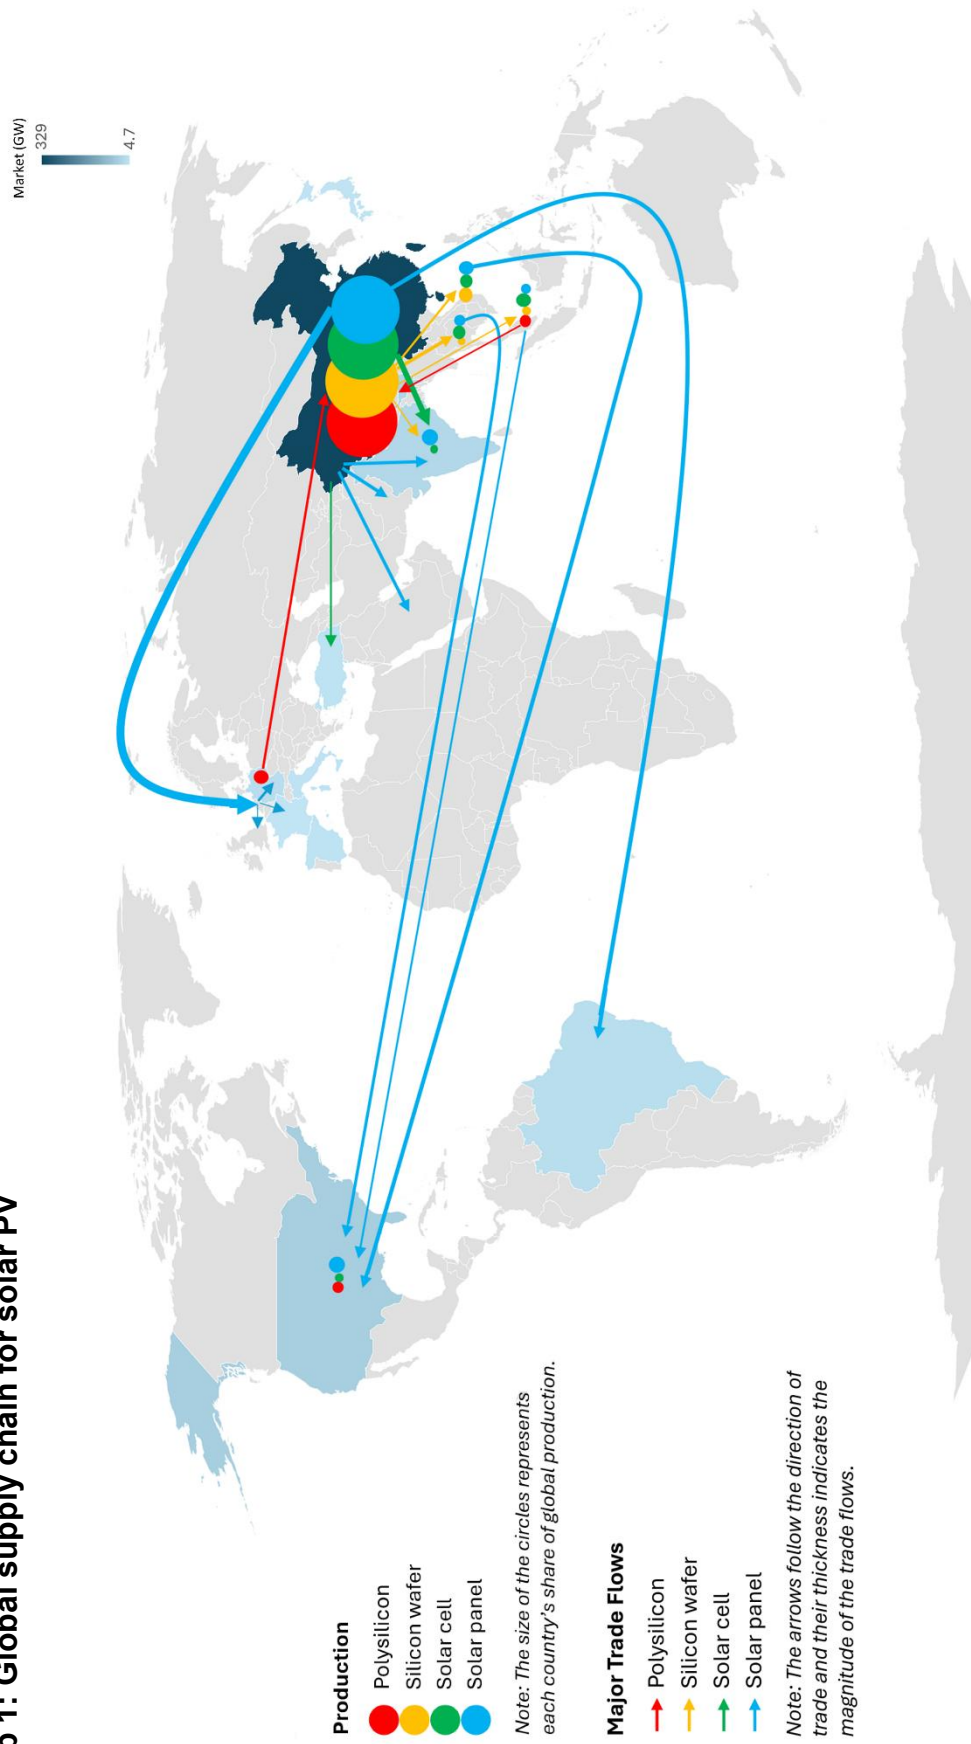 1: Global supply chain for solar PV
Market (GW)
329
4.7
Production
Polysilicon
Silicon wafer
Solar cell
Solar panel
Note: The size of the circles represents
each country's share of global production.
Major Trade Flows
Polysilicon
Silicon wafer
Solar cell
Solar panel
Note: The arrows follow the direction of
trade and their thickness indicates the
magnitude of the trade flows.